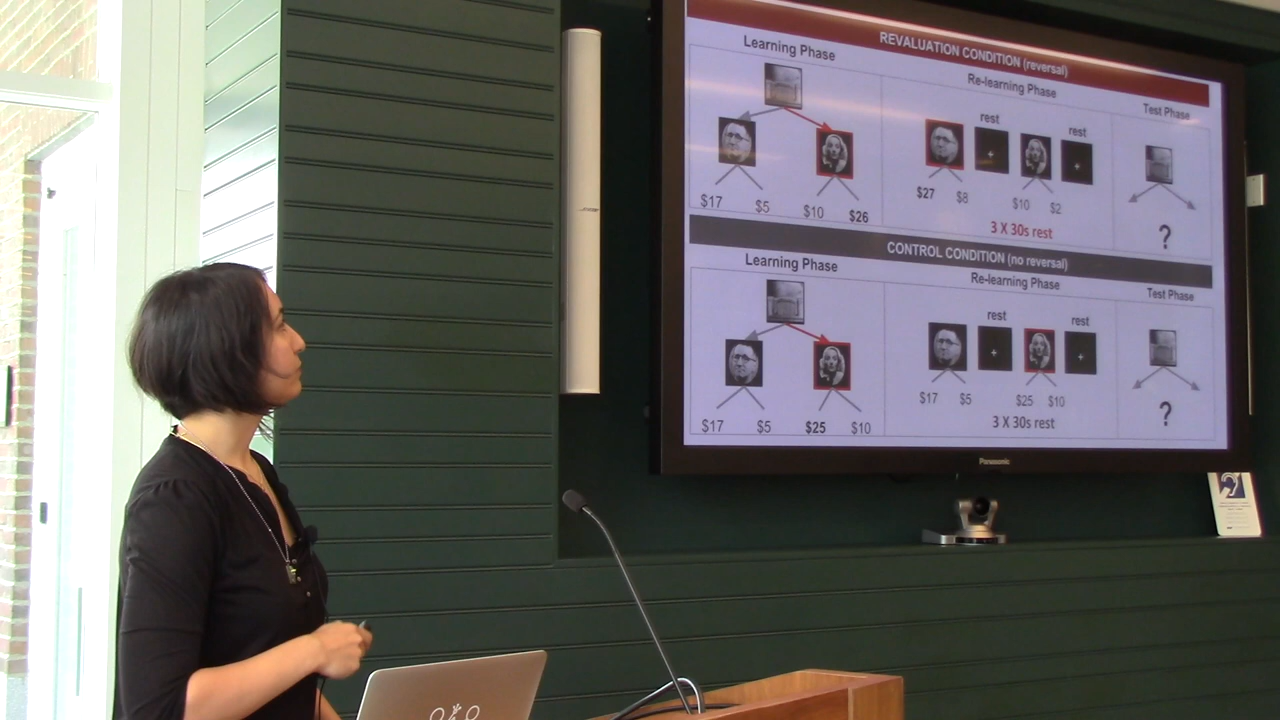 REVALUATION CONDITION (reversal)
Learning Phase
Re-learning Phase
Test Phase
rest
rest
$17 $5 $10 $26
$27 $8 $10 $2
3 X 30s rest
?
CONTROL CONDITION (no reversal)
Learning Phase
Re-learning Phase
Test Phase
rest
rest
$17 $5 $25 $10
$17 $5 $25 $10
3 X 30s rest
?
Panasonic